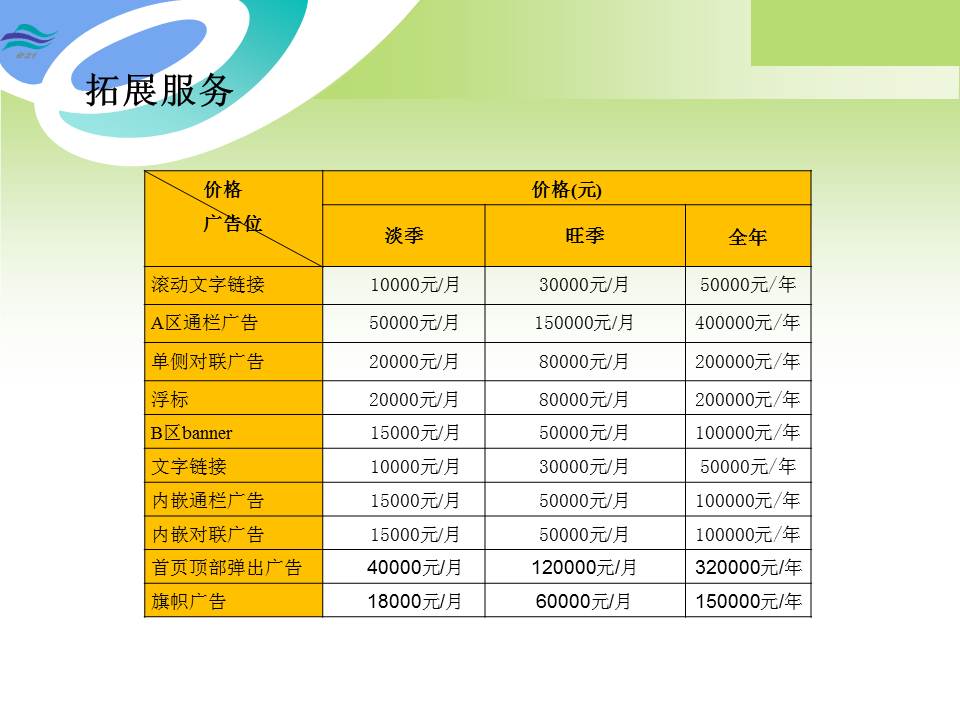 拓展服务
价格
广告位
价格(元)
淡季 旺季 全年
滚动文字链接 10000元/月 30000元/月 50000元/年
A区通栏广告 50000元/月 150000元/月 400000元/年
单侧对联广告 20000元/月 80000元/月 200000元/年
浮标 20000元/月 80000元/月 200000元/年
B区banner 15000元/月 50000元/月 100000元/年
文字链接 10000元/月 30000元/月 50000元/年
内嵌通栏广告 15000元/月 50000元/月 100000元/年
内嵌对联广告 15000元/月 50000元/月 100000元/年
首页顶部弹出广告 40000元/月 120000元/月 320000元/年
旗帜广告 18000元/月 60000元/月 150000元/年